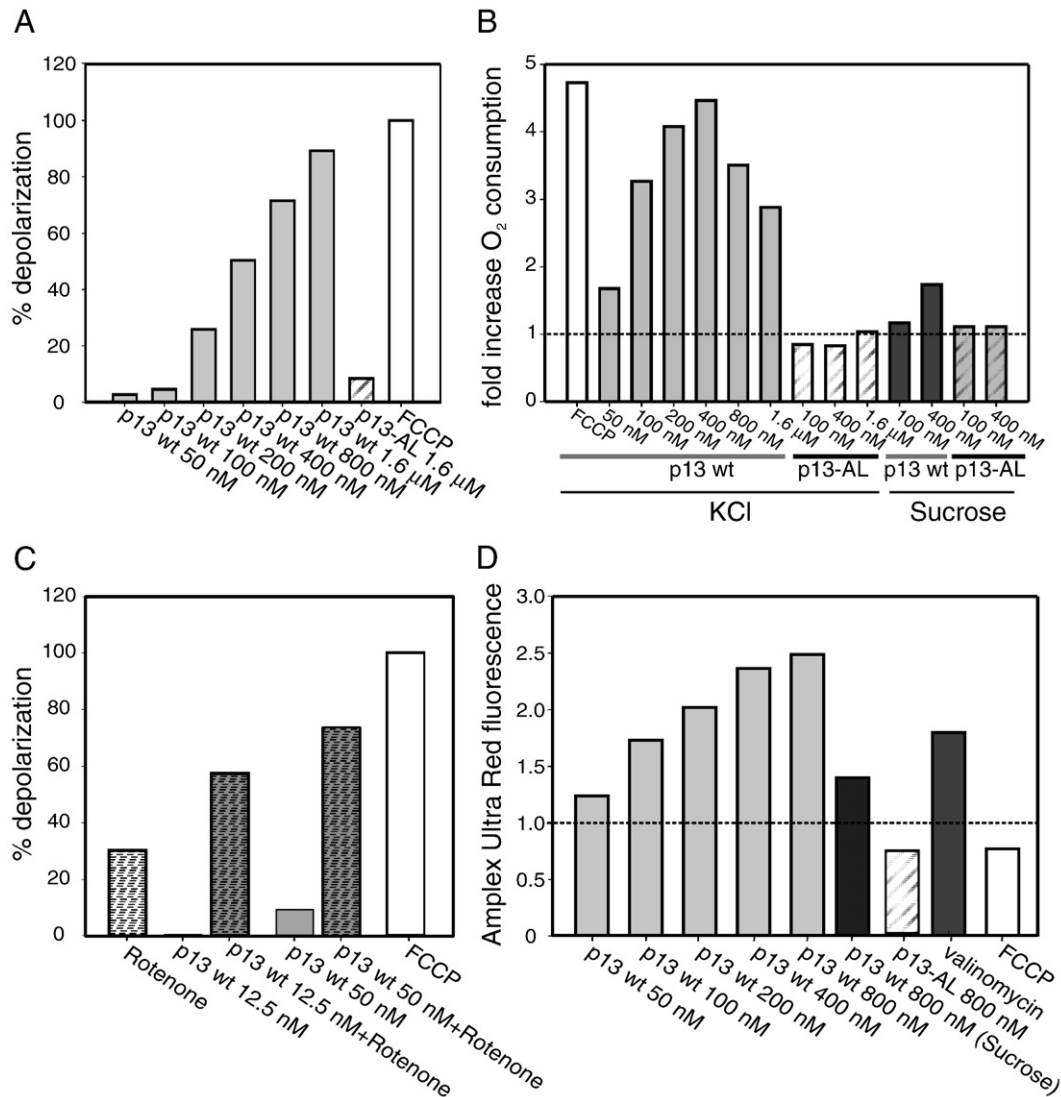 A
% depolarization
120
100
80
60
40
20
0
p13 wt 50 nM
p13 wt 100 nM
p13 wt 200 nM
p13 wt 400 nM
p13 wt 800 nM
p13 wt 1.6 μM
p13-AL 1.6 μM
FCCP
B
fold increase O2 consumption
5
4
3
2
1
0
FCCP
50 nM
100 nM
200 nM
400 nM
800 nM
1.6 μM
100 nM
400 nM
1.6 μM
100 nM
400 nM
100 nM
400 nM
p13 wt
p13-AL
p13 wt
p13-AL
KCl
Sucrose
C
% depolarization
120
100
80
60
40
20
0
Rotenone
p13 wt 12.5 nM
p13 wt 12.5 nM+Rotenone
p13 wt 50 nM
p13 wt 50 nM+Rotenone
FCCP
D
Amplex Ultra Red fluorescence
3.0
2.5
2.0
1.5
1.0
0.5
0
p13 wt 50 nM
p13 wt 100 nM
p13 wt 200 nM
p13 wt 400 nM
p13 wt 800 nM
p13 wt 800 nM (Sucrose)
p13-AL 800 nM
valinomycin
FCCP